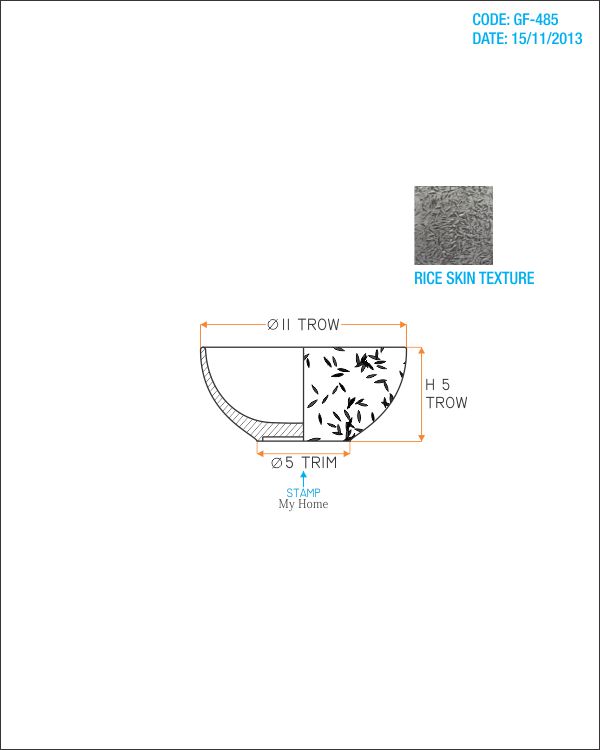 CODE: GF-485
DATE: 15/11/2013
RICE SKIN TEXTURE
Ø11 TROW
H 5
TROW
Ø5 TRIM
STAMP
My Home